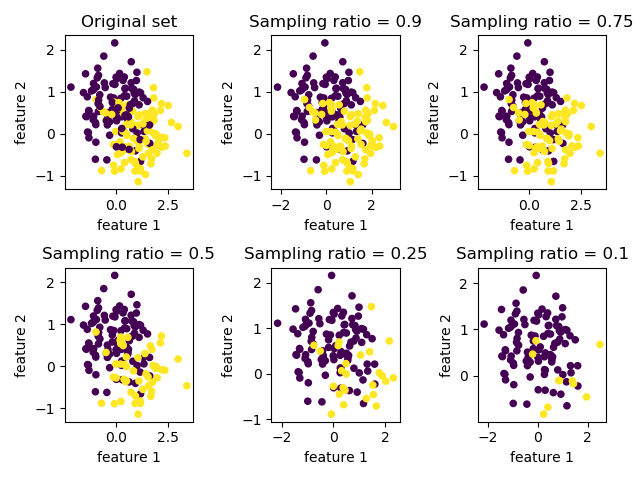 Original set
Sampling ratio = 0.9
Sampling ratio = 0.75
2
1
0
−1
feature 2
0.0
2.5
feature 1
2
1
0
−1
feature 2
−2
0
2
feature 1
2
1
0
−1
feature 2
0.0
2.5
feature 1
Sampling ratio = 0.5
Sampling ratio = 0.25
Sampling ratio = 0.1
2
1
0
−1
feature 2
0.0
2.5
feature 1
2
1
0
−1
feature 2
−2
0
2
feature 1
2
1
0
feature 2
−2
0
2
feature 1